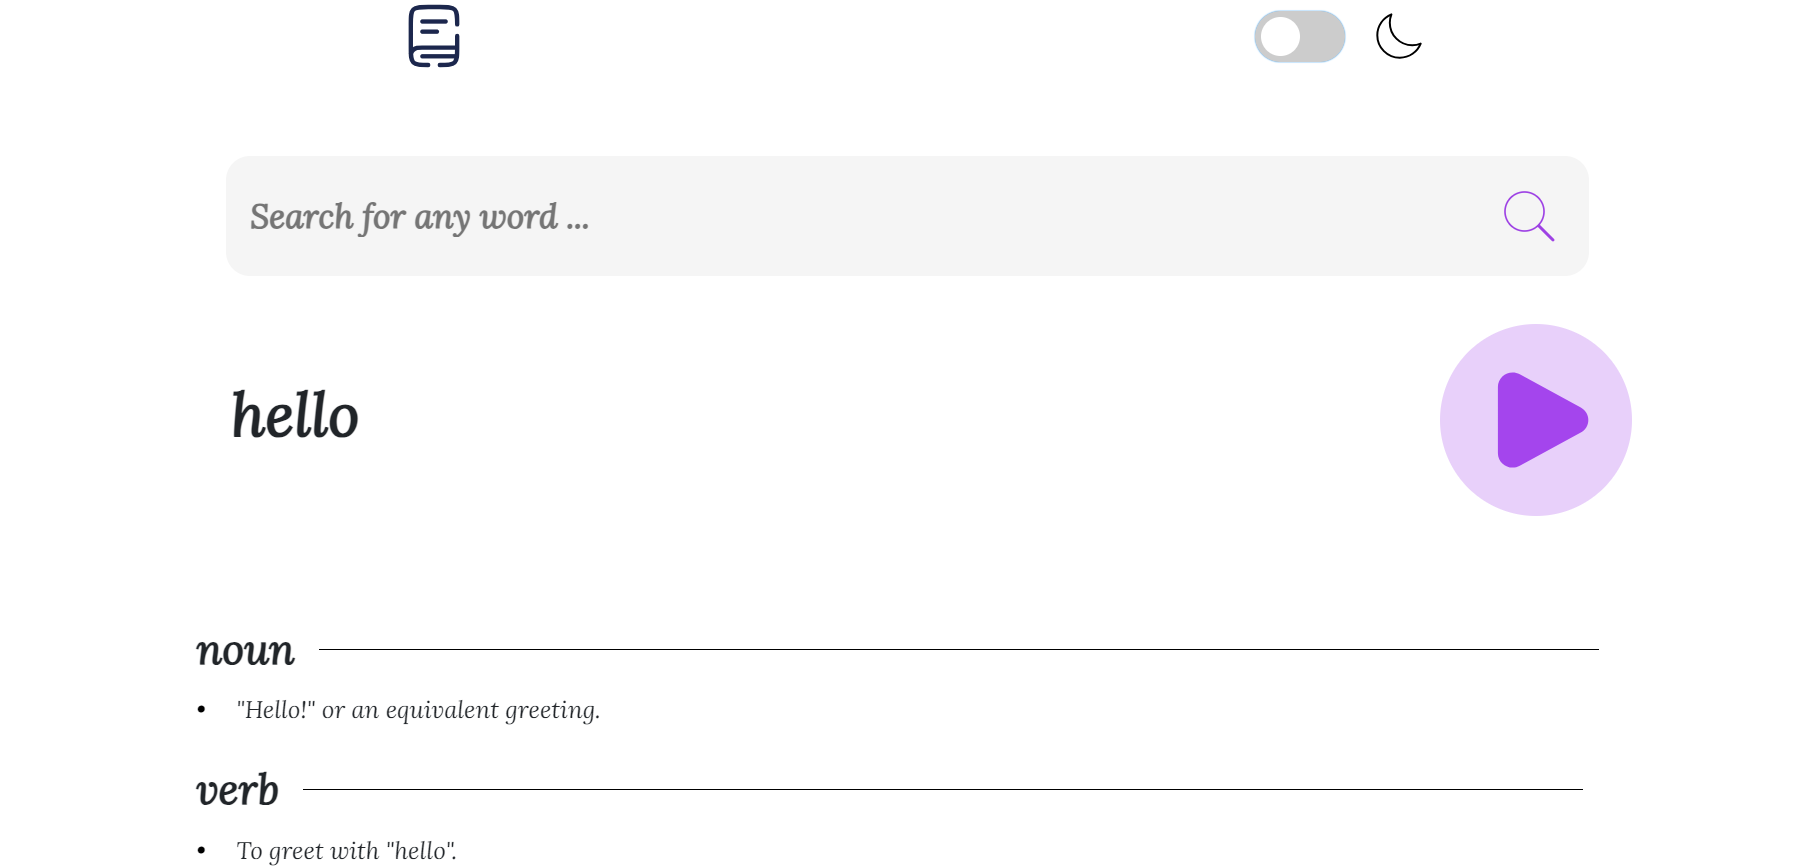 Search for any word ...
hello
noun
• "Hello!" or an equivalent greeting.
verb
• To greet with "hello".